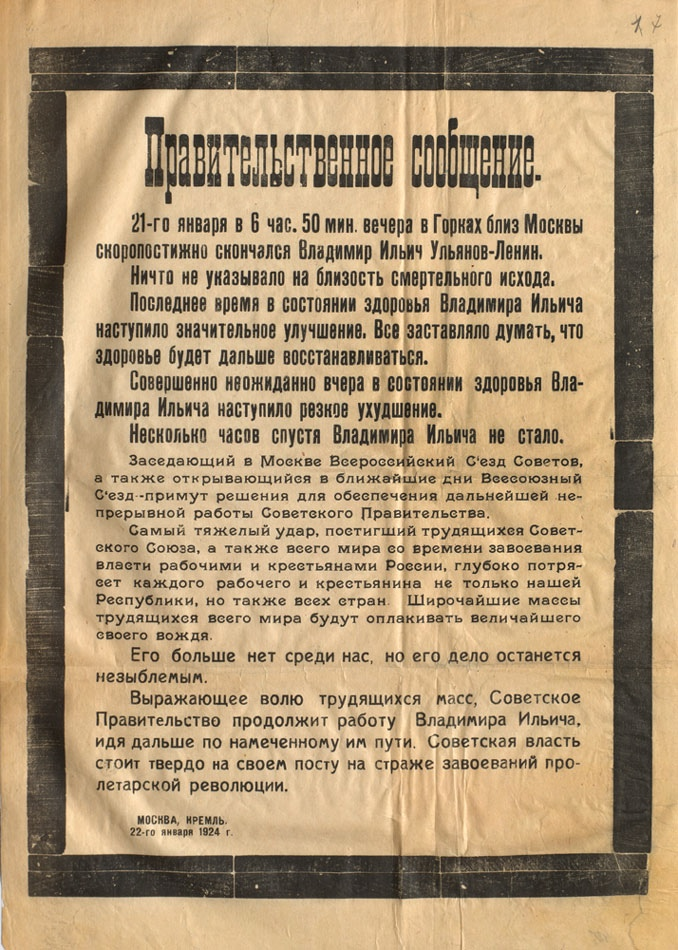 Правительственное сообщение.
21-го января в 6 час. 50 мин. вечера в Горках близ Москвы
скоропостижно скончался Владимир Ильич Ульянов-Ленин.
Ничто не указывало на близость смертельного исхода.
Последнее время в состоянии здоровья Владимира Ильича
наступило значительное улучшение. Все заставляло думать, что
здоровье будет дальше восстанавливаться.
Совершенно неожиданно вчера в состоянии здоровья Вла-
димира Ильича наступило резкое ухудшение.
Несколько часов спустя Владимира Ильича не стало.
Заседающий в Москве Всероссийский С'езд Советов,
а также открывающийся в ближайшие дни Всесоюзный
С'езд--примут решения для обеспечения дальнейшей не-
прерывной работы Советского Правительства.
Самый тяжелый удар, постигший трудящихся Совет-
ского Союза, а также всего мира со времени завоевания
власти рабочими и крестьянами России, глубоко потря-
сет каждого рабочего и крестьянина не только нашей
Республики, но также всех стран. Широчайшие массы
трудящихся всего мира будут оплакивать величайшего
своего вождя.
Его больше нет среди нас, но его дело останется
незыблемым.
Выражающее волю трудящихся масс, Советское
Правительство продолжит работу Владимира Ильича,
идя дальше по намеченному им пути. Советская власть
стоит твердо на своем посту на страже завоеваний про-
летарской революции.
МОСКВА, КРЕМЛЬ.
22-го января 1924 г.